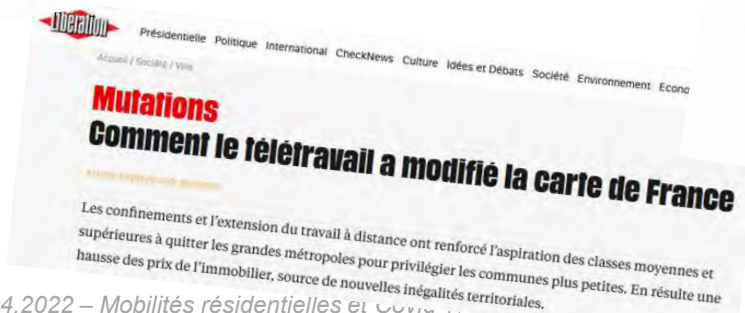 Libération
Présidentielle Politique International CheckNews Culture Idées et Débats Société Environnement Econo
Accueil / Société / Ville
Mutations
Comment le télétravail a modifié la carte de France
Les confinements et l'extension du travail à distance ont renforcé l'aspiration des classes moyennes et
supérieures à quitter les grandes métropoles pour privilégier les communes plus petites. En résulte une
hausse des prix de l'immobilier, source de nouvelles inégalités territoriales.
4.2022 – Mobilités résidentielles et Covid